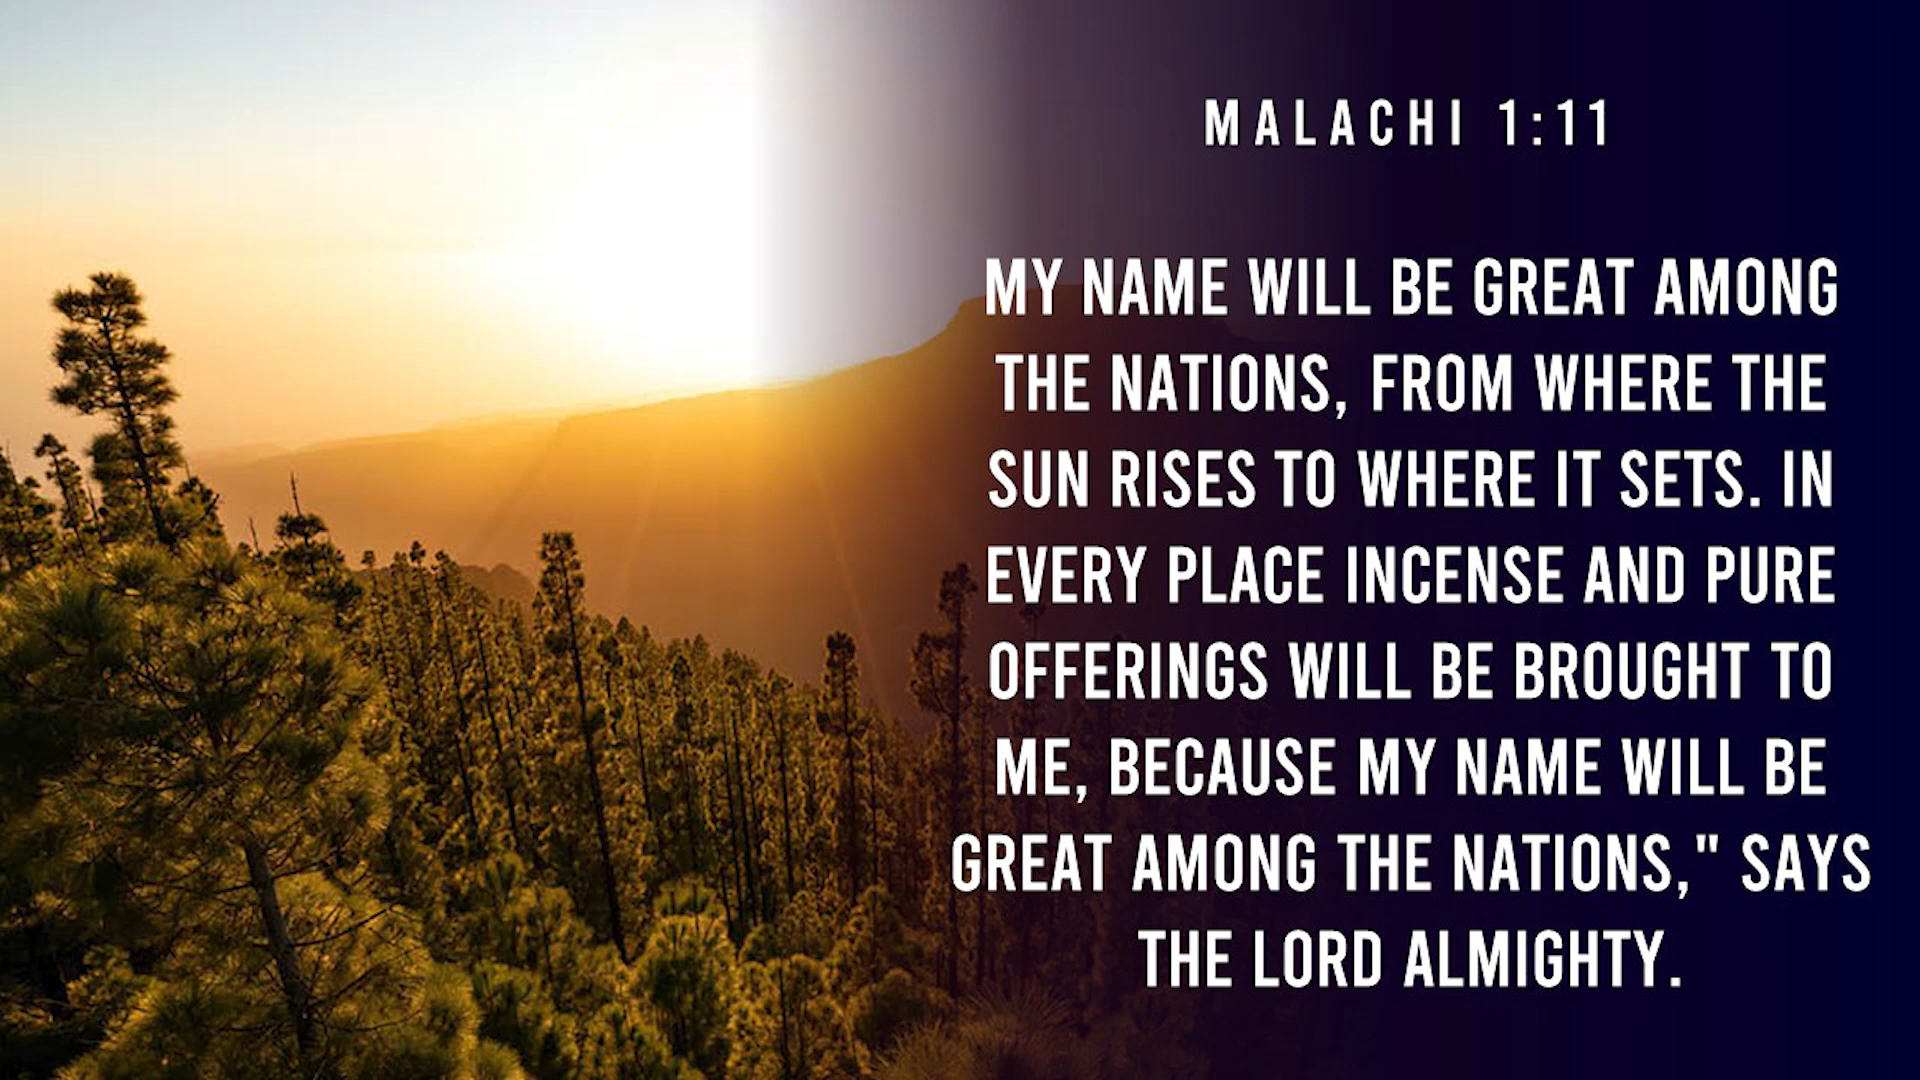 MALACHI 1:11
MY NAME WILL BE GREAT AMONG
THE NATIONS, FROM WHERE THE
SUN RISES TO WHERE IT SETS. IN
EVERY PLACE INCENSE AND PURE
OFFERINGS WILL BE BROUGHT TO
ME, BECAUSE MY NAME WILL BE
GREAT AMONG THE NATIONS," SAYS
THE LORD ALMIGHTY.